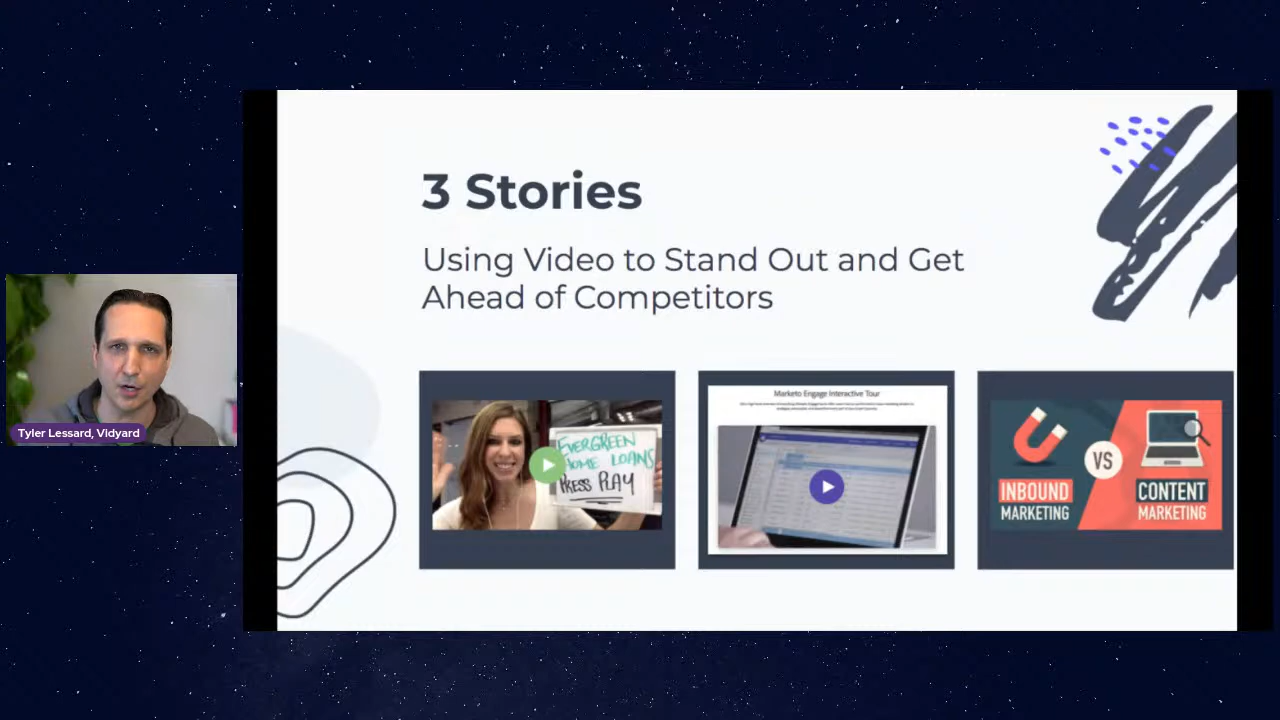 3 Stories
Using Video to Stand Out and Get
Ahead of Competitors
Tyler Lessard, Vidyard
EVERGREEN
HOME LOANS
PRESS PLAY
Marketo Engage Interactive Tour
INBOUND
MARKETING
VS
CONTENT
MARKETING